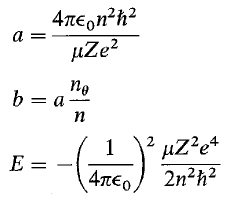 a = \frac{4\pi\epsilon_0 n^2 \hbar^2}{\mu Z e^2}
b = a \frac{n_\theta}{n}
E = -\left(\frac{1}{4\pi\epsilon_0}\right)^2 \frac{\mu Z^2 e^4}{2n^2 \hbar^2}